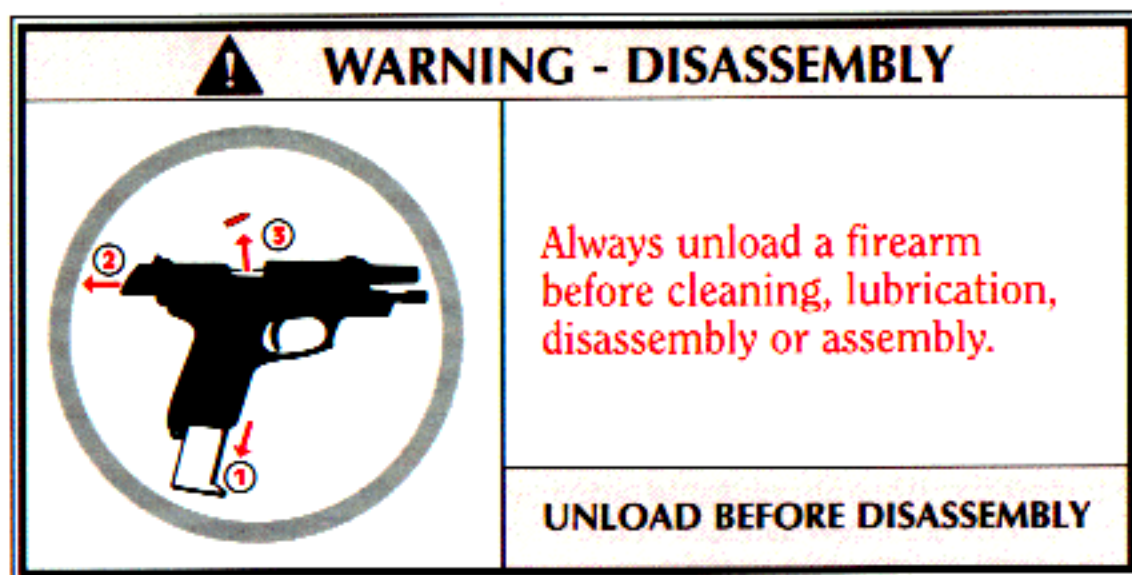 WARNING - DISASSEMBLY
3
2
Always unload a firearm
before cleaning, lubrication,
disassembly or assembly.
1
UNLOAD BEFORE DISASSEMBLY